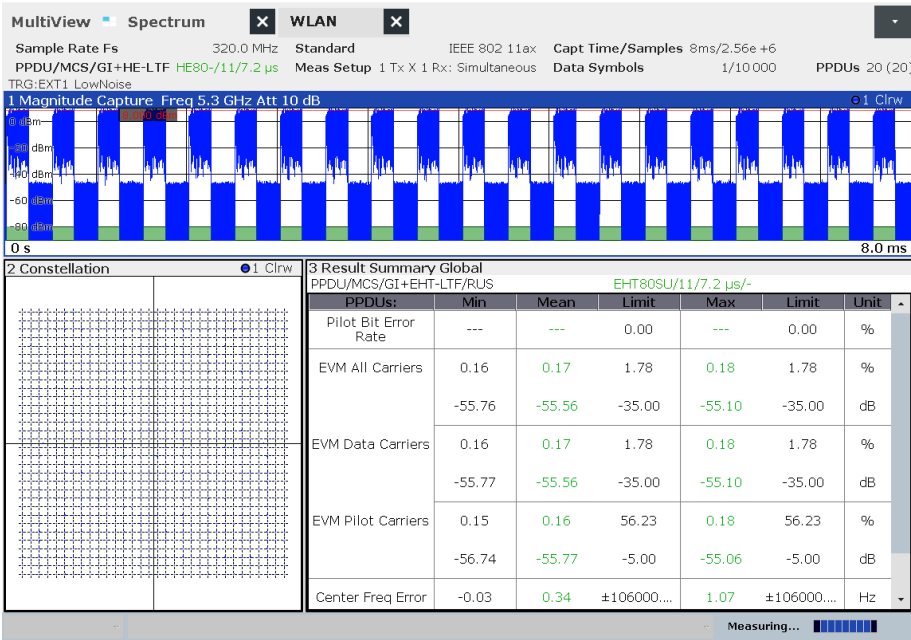 MultiView Spectrum X WLAN X
Sample Rate Fs 320.0 MHz Standard IEEE 802 11ax Capt Time/Samples 8ms/2.56e +6
PPDU/MCS/GI+HE-LTF HE80-/11/7.2 µs Meas Setup 1 Tx X 1 Rx: Simultaneous Data Symbols 1/10 000 PPDUs 20 (20)
TRG:EXT1 LowNoise
1 Magnitude Capture Freq 5.3 GHz Att 10 dB 1 Clrw
0 dBm
-20 dBm
-40 dBm
-60 dBm
-80 dBm
0 s 8.0 ms
2 Constellation 1 Clrw
3 Result Summary Global
PPDU/MCS/GI+EHT-LTF/RUS EHT80SU/11/7.2 µs/-
PPDUs: Min Mean Limit Max Limit Unit
Pilot Bit Error Rate --- --- 0.00 --- 0.00 %
EVM All Carriers 0.16 0.17 1.78 0.18 1.78 %
-55.76 -55.56 -35.00 -55.10 -35.00 dB
EVM Data Carriers 0.16 0.17 1.78 0.18 1.78 %
-55.77 -55.56 -35.00 -55.10 -35.00 dB
EVM Pilot Carriers 0.15 0.16 56.23 0.18 56.23 %
-56.74 -55.77 -5.00 -55.06 -5.00 dB
Center Freq Error -0.03 0.34 ±106000.... 1.07 ±106000.... Hz
Measuring...